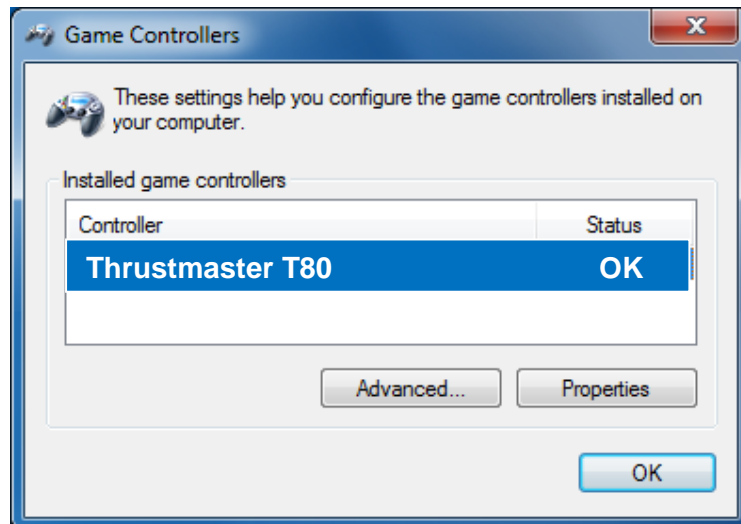 Game Controllers
These settings help you configure the game controllers installed on
your computer.
Installed game controllers
Controller Status
Thrustmaster T80 OK
Advanced... Properties
OK